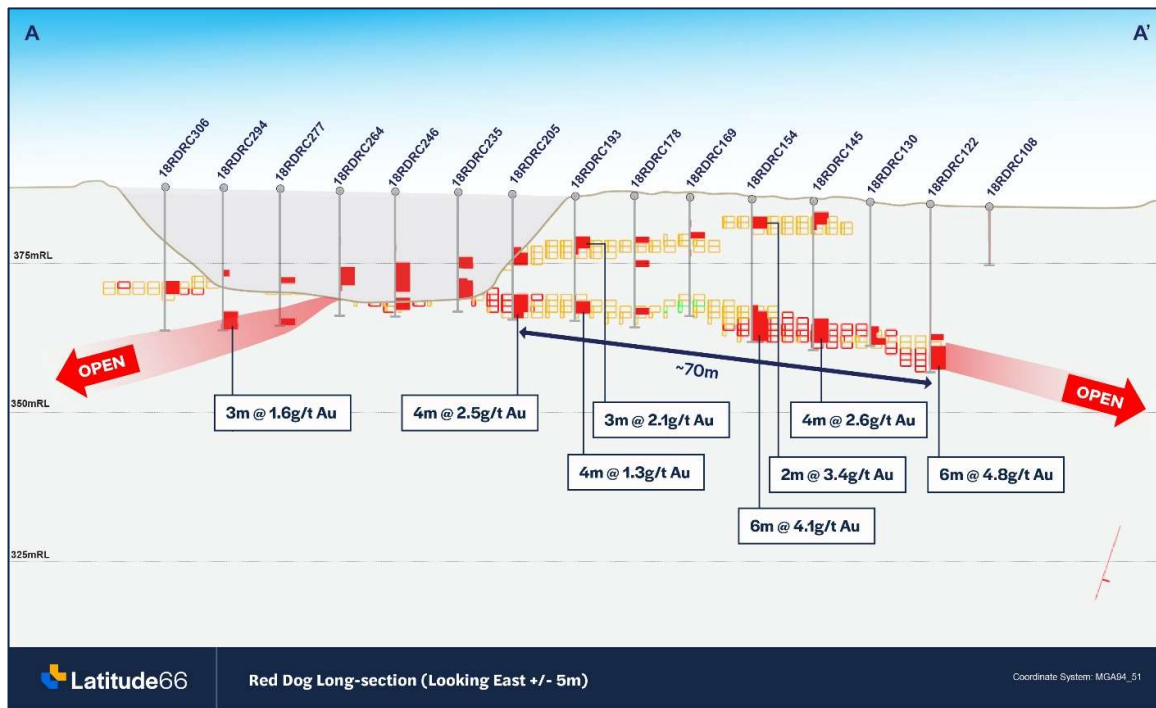 A
A'
18RDRC306
18RDRC294
18RDRC277
18RDRC264
18RDRC246
18RDRC235
18RDRC205
18RDRC193
18RDRC178
18RDRC169
18RDRC154
18RDRC145
18RDRC130
18RDRC122
18RDRC108
375mRL
OPEN
~70m
OPEN
350mRL
3m @ 1.6g/t Au
4m @ 2.5g/t Au
3m @ 2.1g/t Au
4m @ 2.6g/t Au
4m @ 1.3g/t Au
2m @ 3.4g/t Au
6m @ 4.8g/t Au
6m @ 4.1g/t Au
325mRL
Latitude66
Red Dog Long-section (Looking East +/- 5m)
Coordinate System: MGA94_51